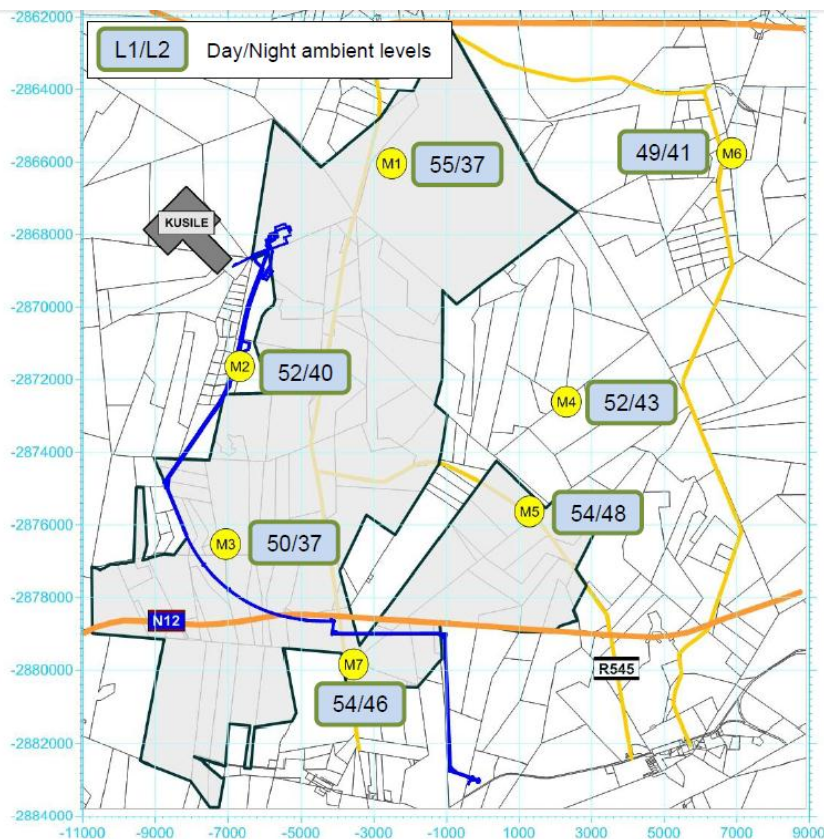 -2862000
L1/L2 Day/Night ambient levels
-2864000
M1 55/37
49/41 M6
-2866000
KUSILE
-2868000
-2870000
M2 52/40
-2872000
M4 52/43
-2874000
M5 54/48
-2876000
M3 50/37
-2878000
N12
-2880000
M7
R545
54/46
-2882000
-2884000
-11000 -9000 -7000 -5000 -3000 -1000 1000 3000 5000 7000 9000